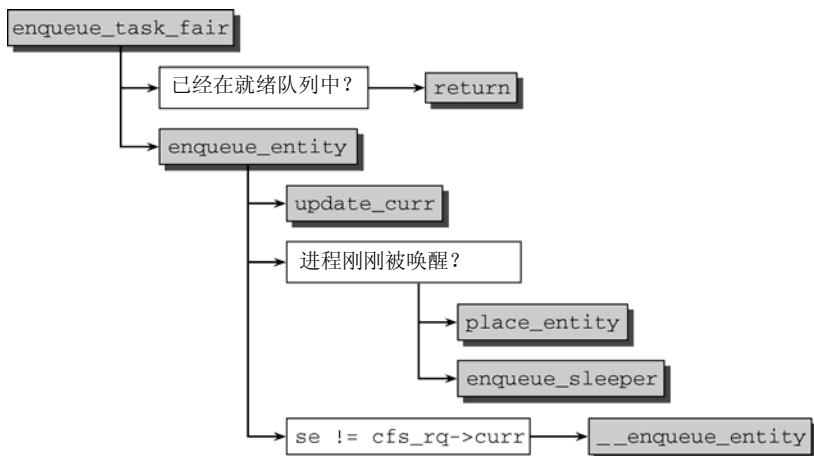 enqueue_task_fair
已经在就绪队列中？
return
enqueue_entity
update_curr
进程刚刚被唤醒？
place_entity
enqueue_sleeper
se != cfs_rq->curr
__enqueue_entity